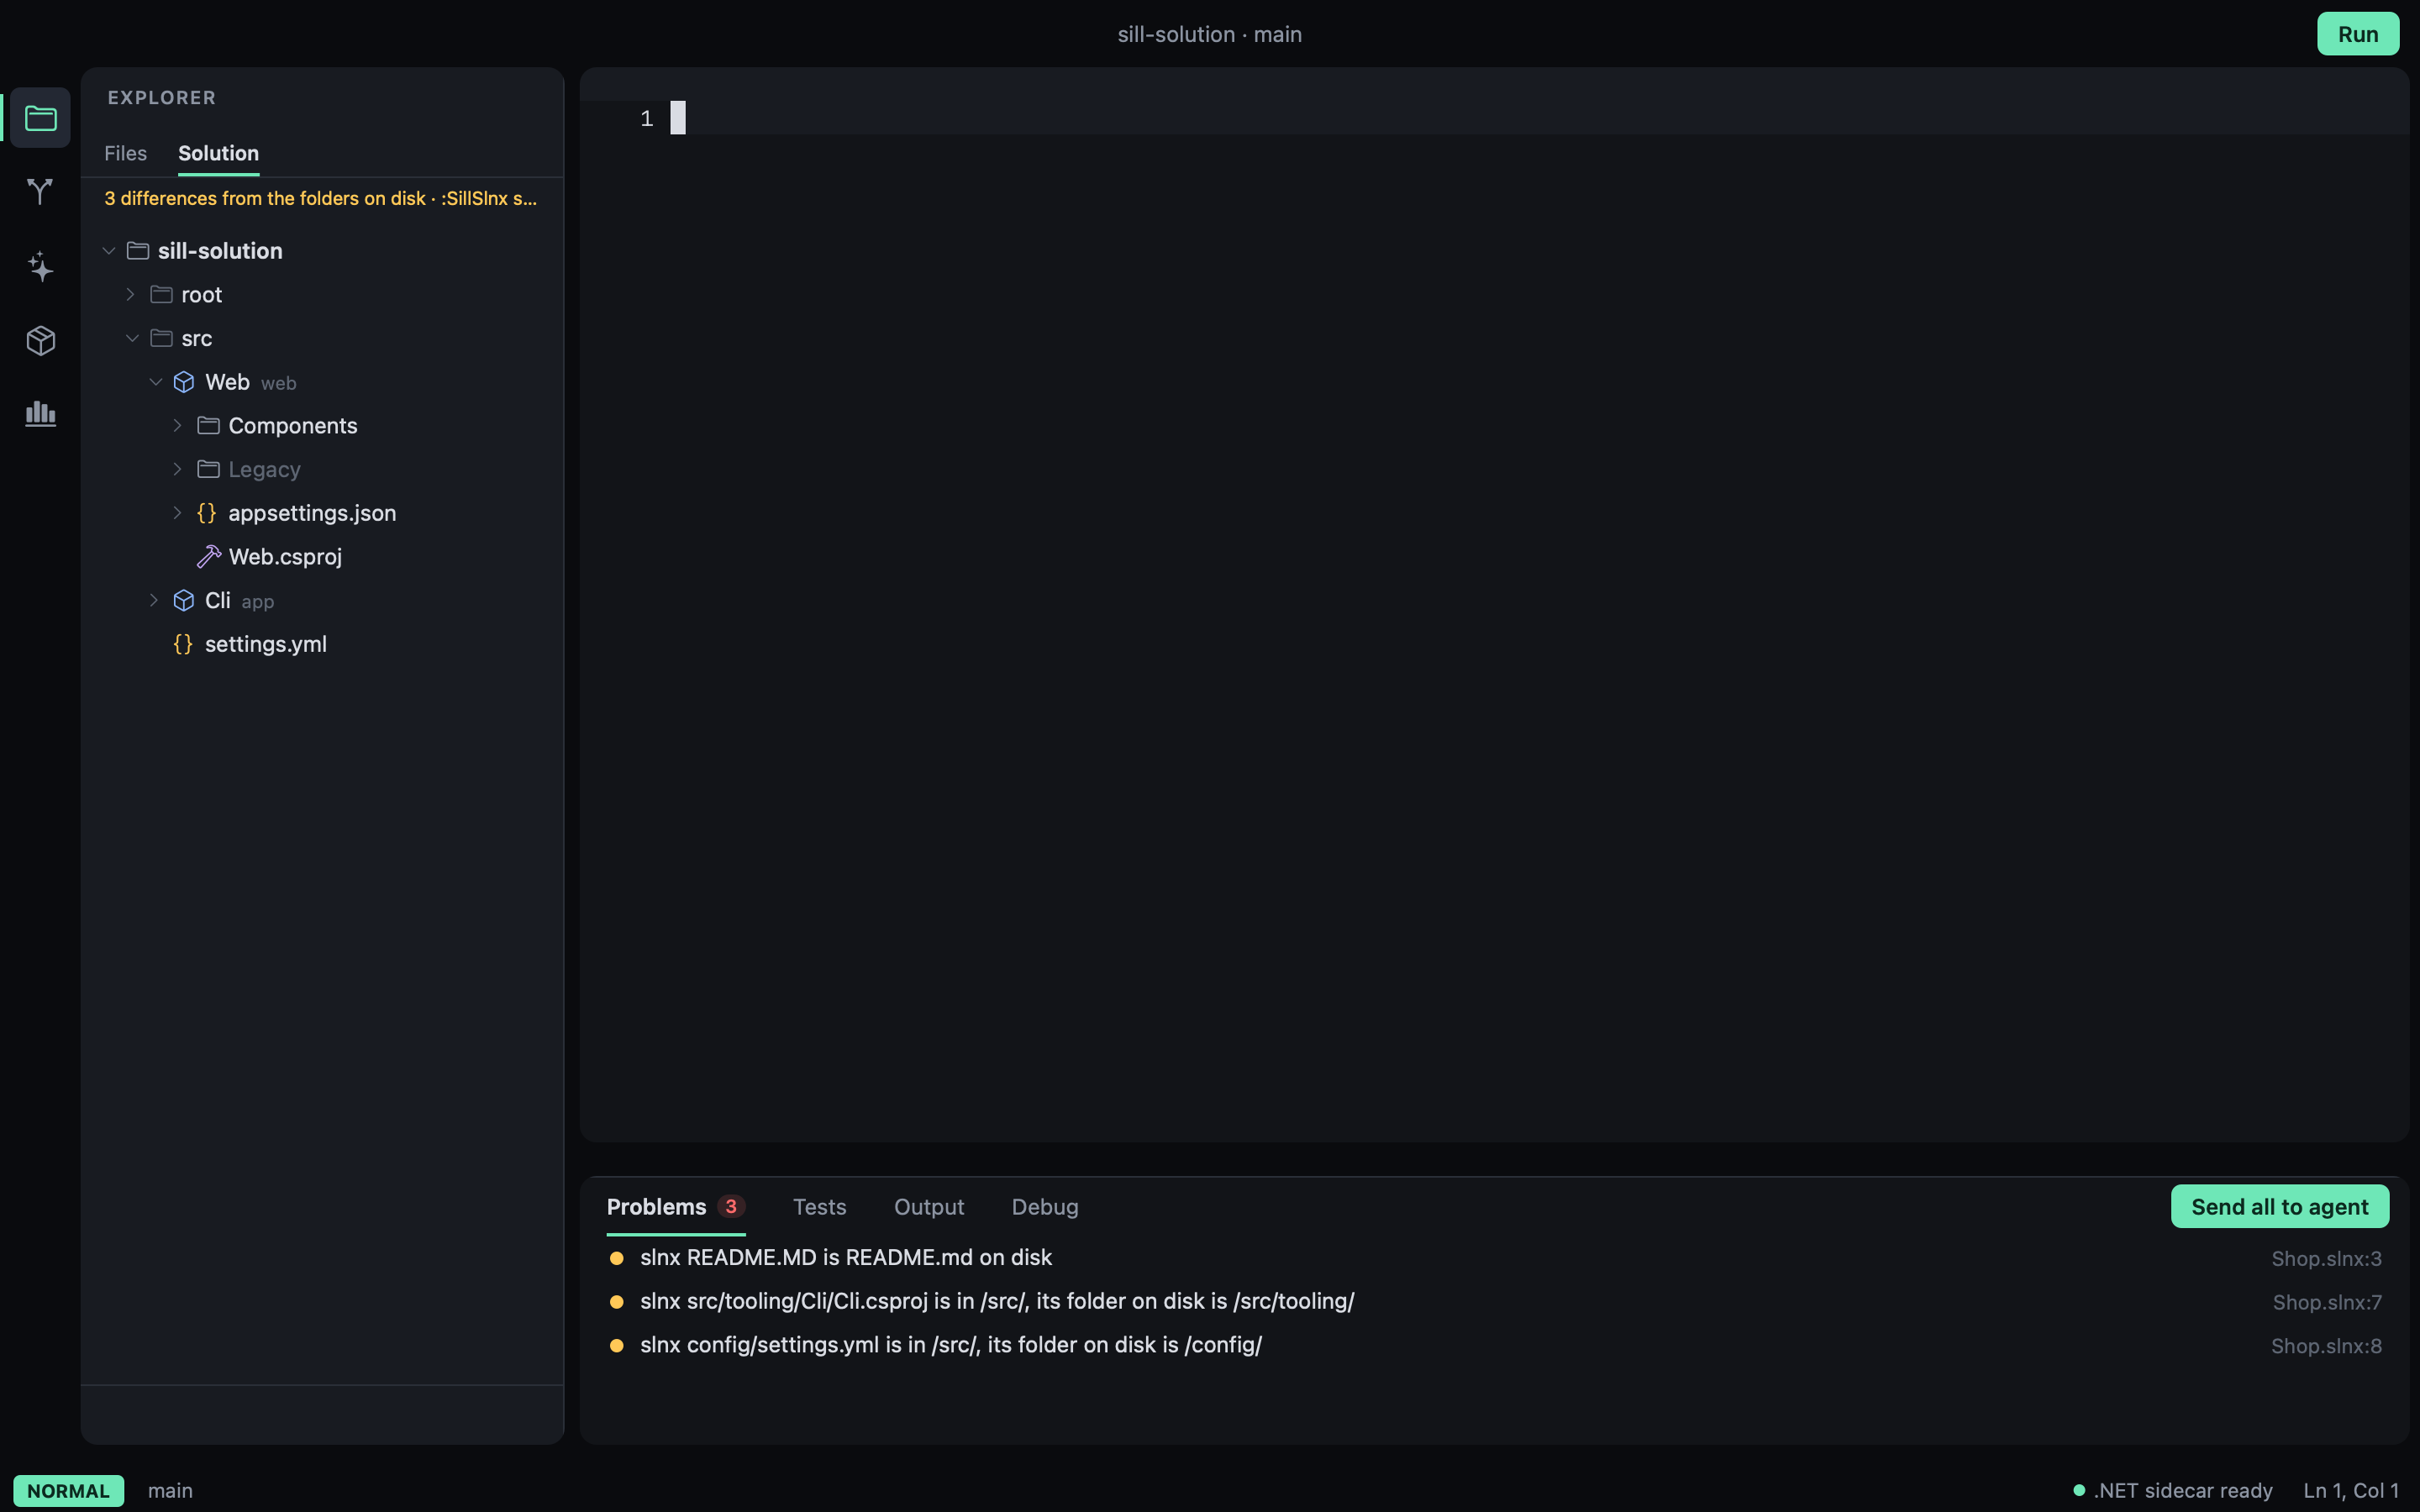 sill-solution · main
Run
EXPLORER
Files Solution
3 differences from the folders on disk · :SillSlnx s...
sill-solution
root
src
Web web
Components
Legacy
{} appsettings.json
Web.csproj
Cli app
{} settings.yml
1
Problems 3 Tests Output Debug
Send all to agent
slnx README.MD is README.md on disk Shop.slnx:3
slnx src/tooling/Cli/Cli.csproj is in /src/, its folder on disk is /src/tooling/ Shop.slnx:7
slnx config/settings.yml is in /src/, its folder on disk is /config/ Shop.slnx:8
NORMAL main .NET sidecar ready Ln 1, Col 1